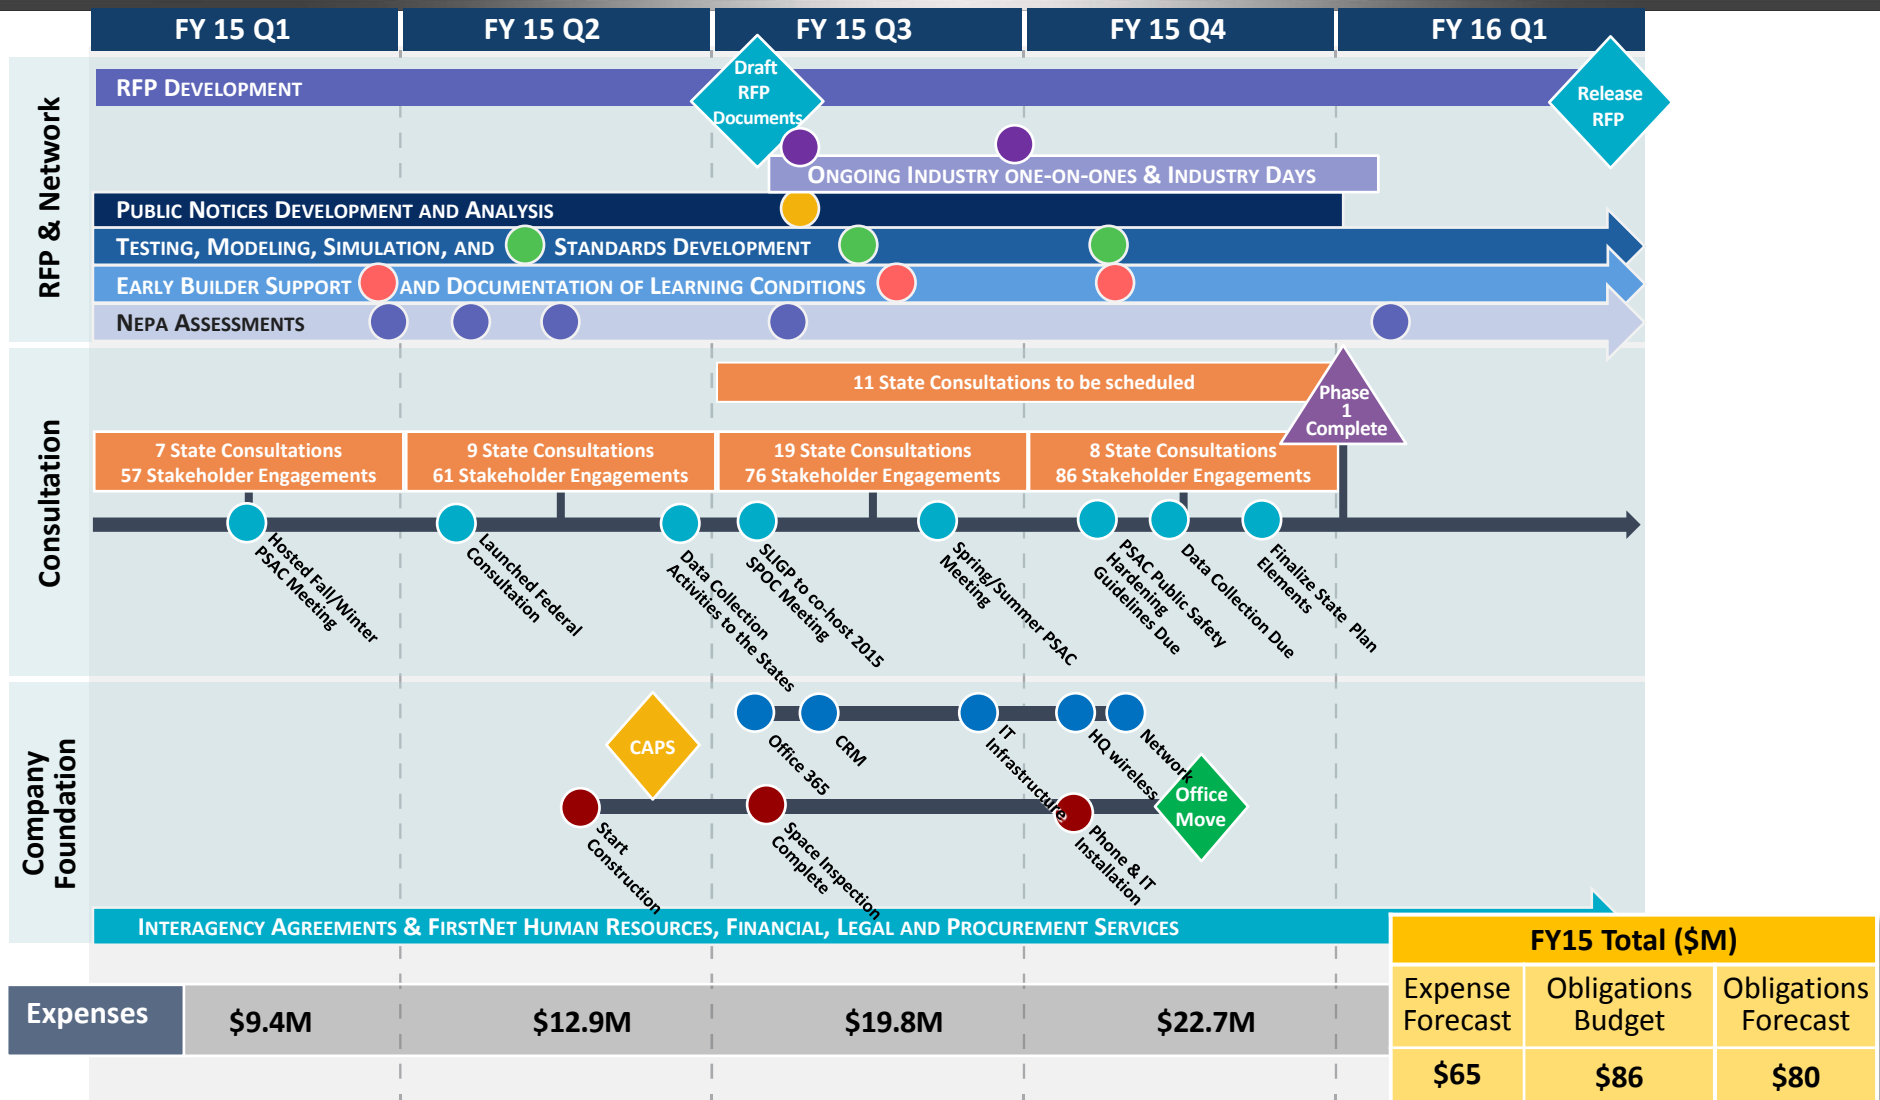 FY 15 Q1
FY 15 Q2
FY 15 Q3
FY 15 Q4
FY 16 Q1
RFP & Network
RFP DEVELOPMENT
Draft
RFP
Documents
Release
RFP
ONGOING INDUSTRY ONE-ON-ONES & INDUSTRY DAYS
PUBLIC NOTICES DEVELOPMENT AND ANALYSIS
TESTING, MODELING, SIMULATION, AND STANDARDS DEVELOPMENT
EARLY BUILDER SUPPORT AND DOCUMENTATION OF LEARNING CONDITIONS
NEPA ASSESSMENTS
Consultation
11 State Consultations to be scheduled
Phase
1
Complete
7 State Consultations
57 Stakeholder Engagements
9 State Consultations
61 Stakeholder Engagements
19 State Consultations
76 Stakeholder Engagements
8 State Consultations
86 Stakeholder Engagements
Hosted Fall/Winter
PSAC Meeting
Launched Federal
Consultation
Data Collection
Activities to the States
SLIGP to co-host 2015
SPOC Meeting
Spring/Summer PSAC
Meeting
PSAC Public Safety
Hardening
Guidelines Due
Data Collection Due
Finalize State Plan
Elements
Company
Foundation
CAPS
Office 365
CRM
IT
Infrastructure
HQ wireless
Network
Office
Move
Start
Construction
Space Inspection
Complete
Phone & IT
Installation
INTERAGENCY AGREEMENTS & FIRSTNET HUMAN RESOURCES, FINANCIAL, LEGAL AND PROCUREMENT SERVICES
Expenses
$9.4M
$12.9M
$19.8M
$22.7M
FY15 Total ($M)
Expense
Forecast
Obligations
Budget
Obligations
Forecast
$65
$86
$80